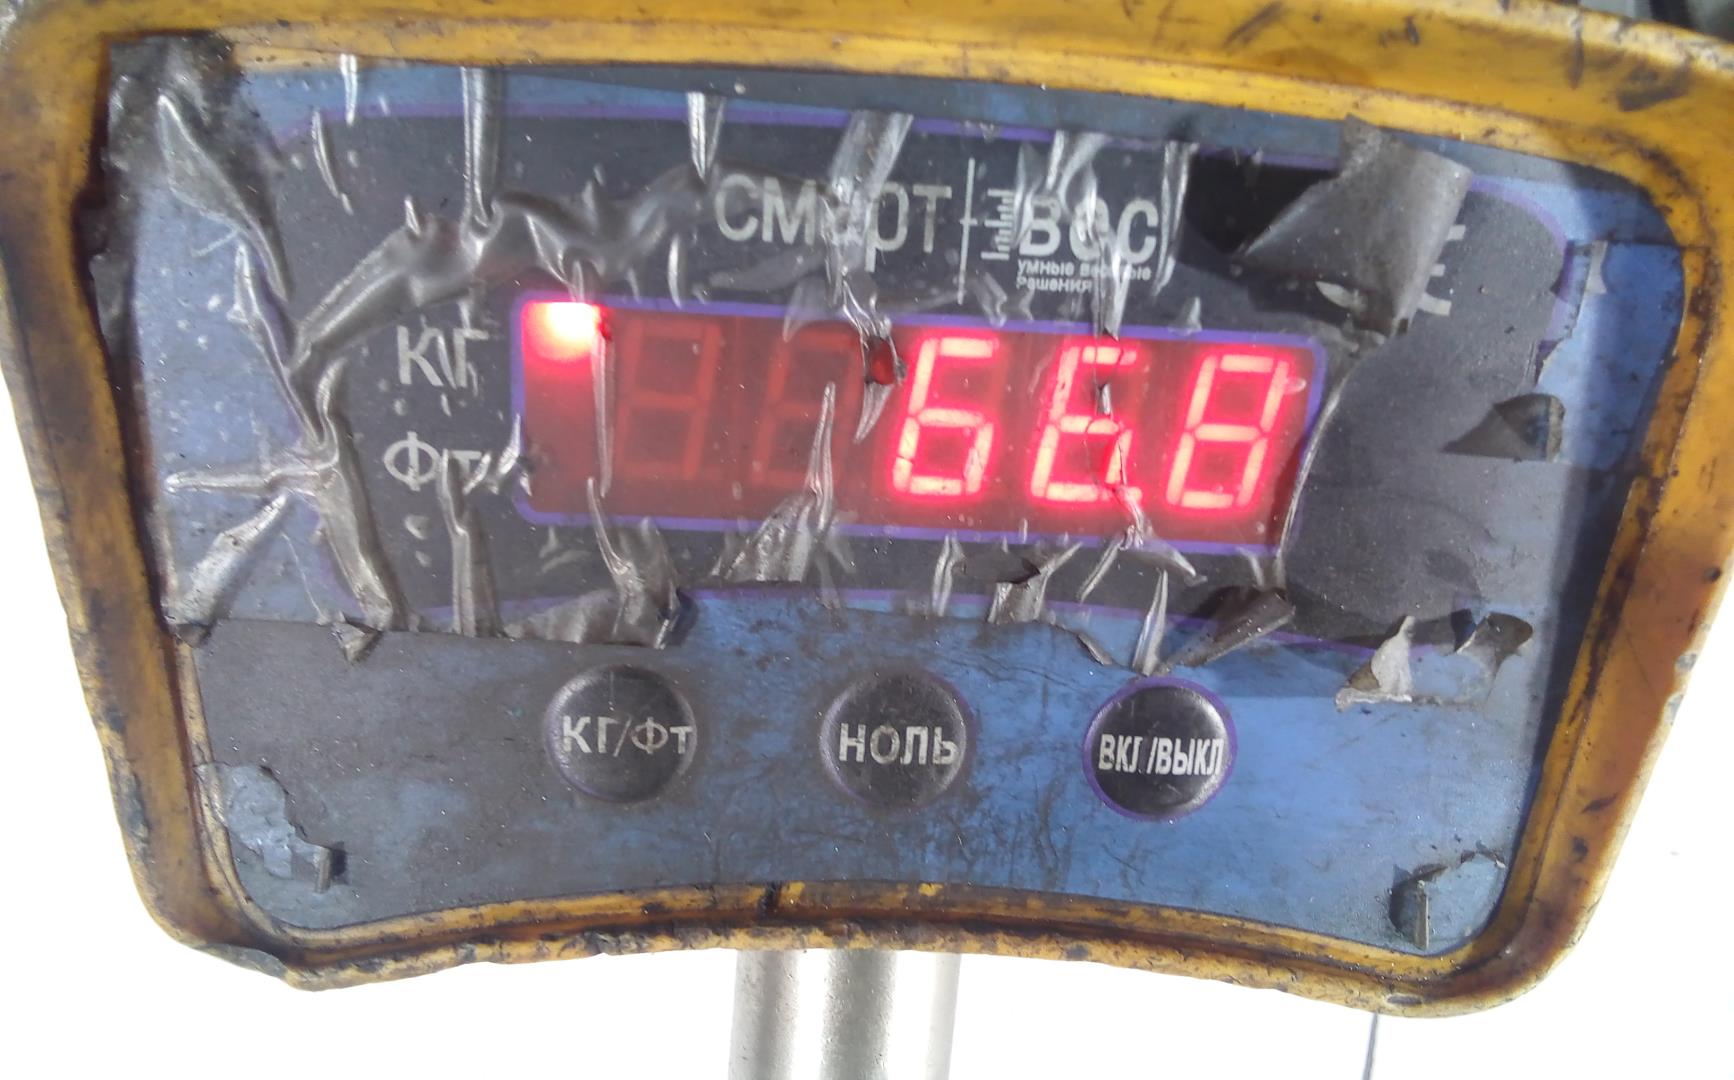 смарт вес
умные весовые
решения
КГ
Фт
66.8
КГ/Фт НОЛЬ ВКЛ/ВЫКЛ